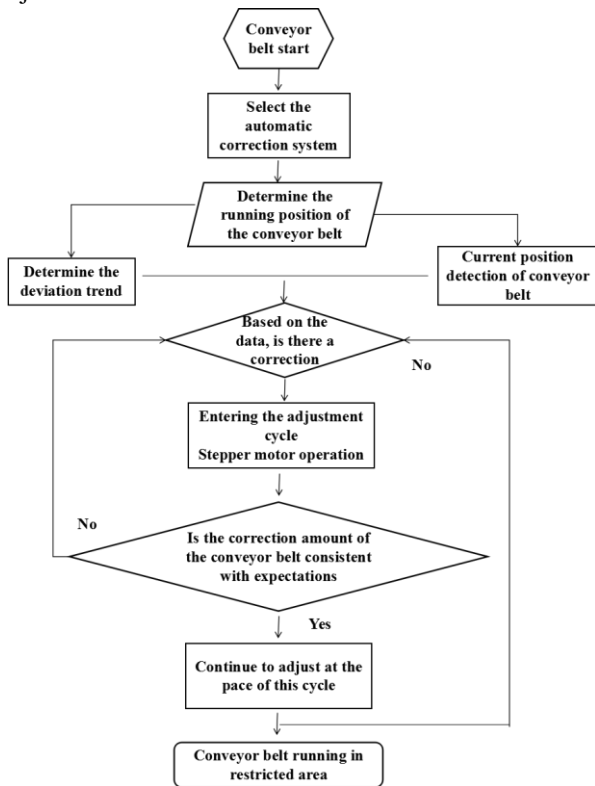 Conveyor
belt start
Select the
automatic
correction system
Determine the
running position of
the conveyor belt
Determine the
deviation trend
Current position
detection of conveyor
belt
Based on the
data, is there a
correction
No
Entering the adjustment
cycle
Stepper motor operation
No
Is the correction amount of
the conveyor belt consistent
with expectations
Yes
Continue to adjust at the
pace of this cycle
Conveyor belt running in
restricted area